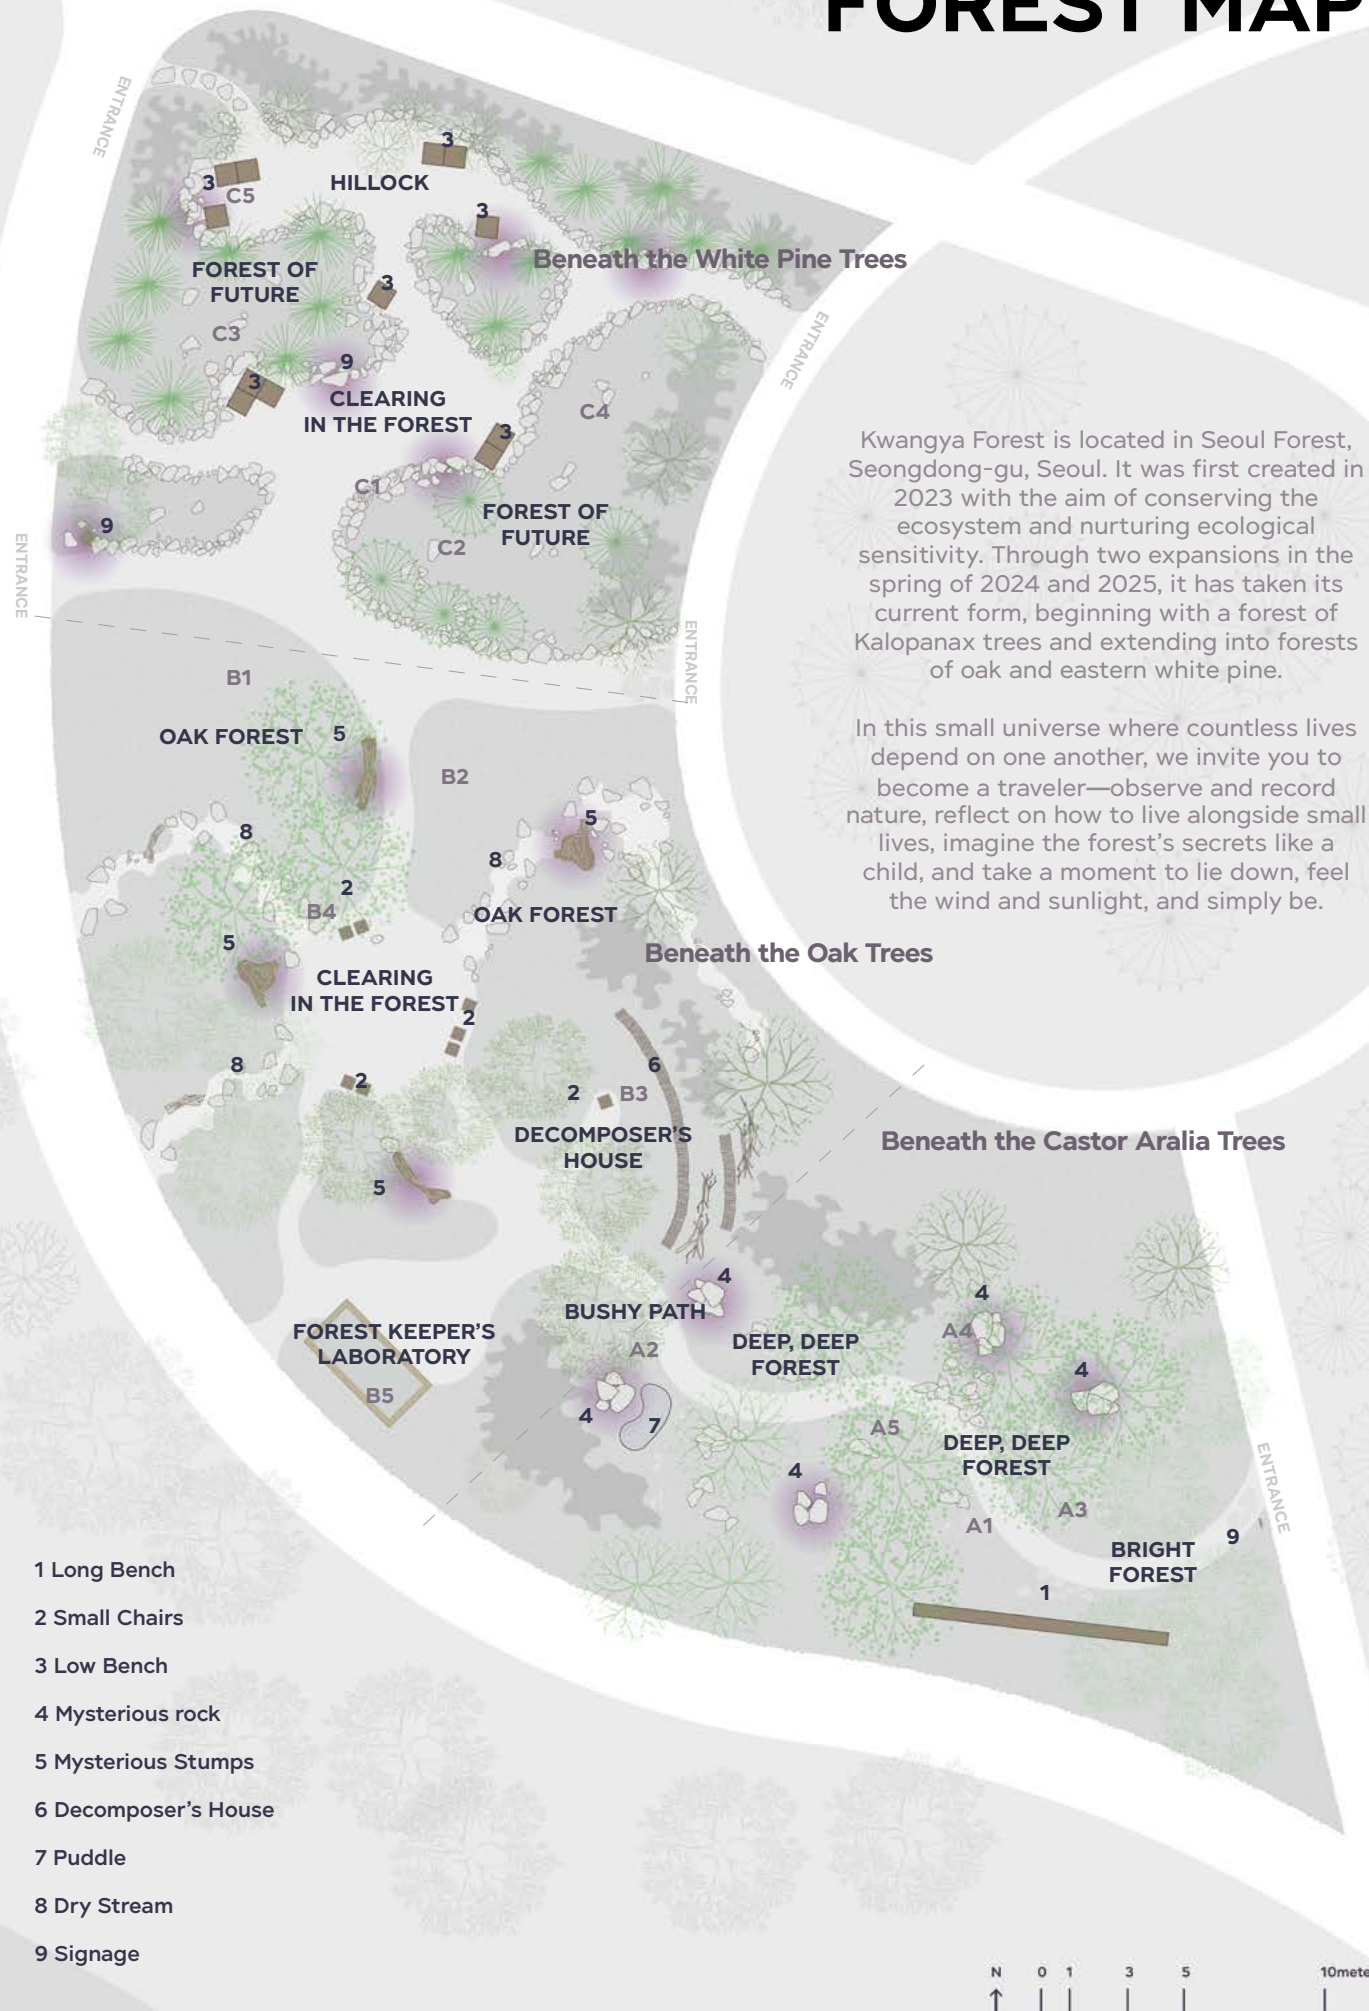 FOREST MAP
ENTRANCE
3
HILLOCK
3
C5
3
Beneath the White Pine Trees
FOREST OF
FUTURE
3
C3
ENTRANCE
9
3
CLEARING
IN THE FOREST
C4
3
C1
FOREST OF
FUTURE
C2
9
ENTRANCE
ENTRANCE
Kwangya Forest is located in Seoul Forest,
Seongdong-gu, Seoul. It was first created in
2023 with the aim of conserving the
ecosystem and nurturing ecological
sensitivity. Through two expansions in the
spring of 2024 and 2025, it has taken its
current form, beginning with a forest of
Kalopanax trees and extending into forests
of oak and eastern white pine.
In this small universe where countless lives
depend on one another, we invite you to
become a traveler—observe and record
nature, reflect on how to live alongside small
lives, imagine the forest's secrets like a
child, and take a moment to lie down, feel
the wind and sunlight, and simply be.
B1
OAK FOREST
5
B2
5
8
8
2
B4
OAK FOREST
5
Beneath the Oak Trees
CLEARING
IN THE FOREST
2
8
2
6
2
B3
DECOMPOSER'S
HOUSE
Beneath the Castor Aralia Trees
5
4
4
BUSHY PATH
FOREST KEEPER'S
LABORATORY
A4
DEEP, DEEP
FOREST
A2
4
B5
4
7
A5
DEEP, DEEP
FOREST
4
ENTRANCE
A3
A1
9
BRIGHT
FOREST
1
1 Long Bench
2 Small Chairs
3 Low Bench
4 Mysterious rock
5 Mysterious Stumps
6 Decomposer's House
7 Puddle
8 Dry Stream
9 Signage
N 0 1 3 5 10mete